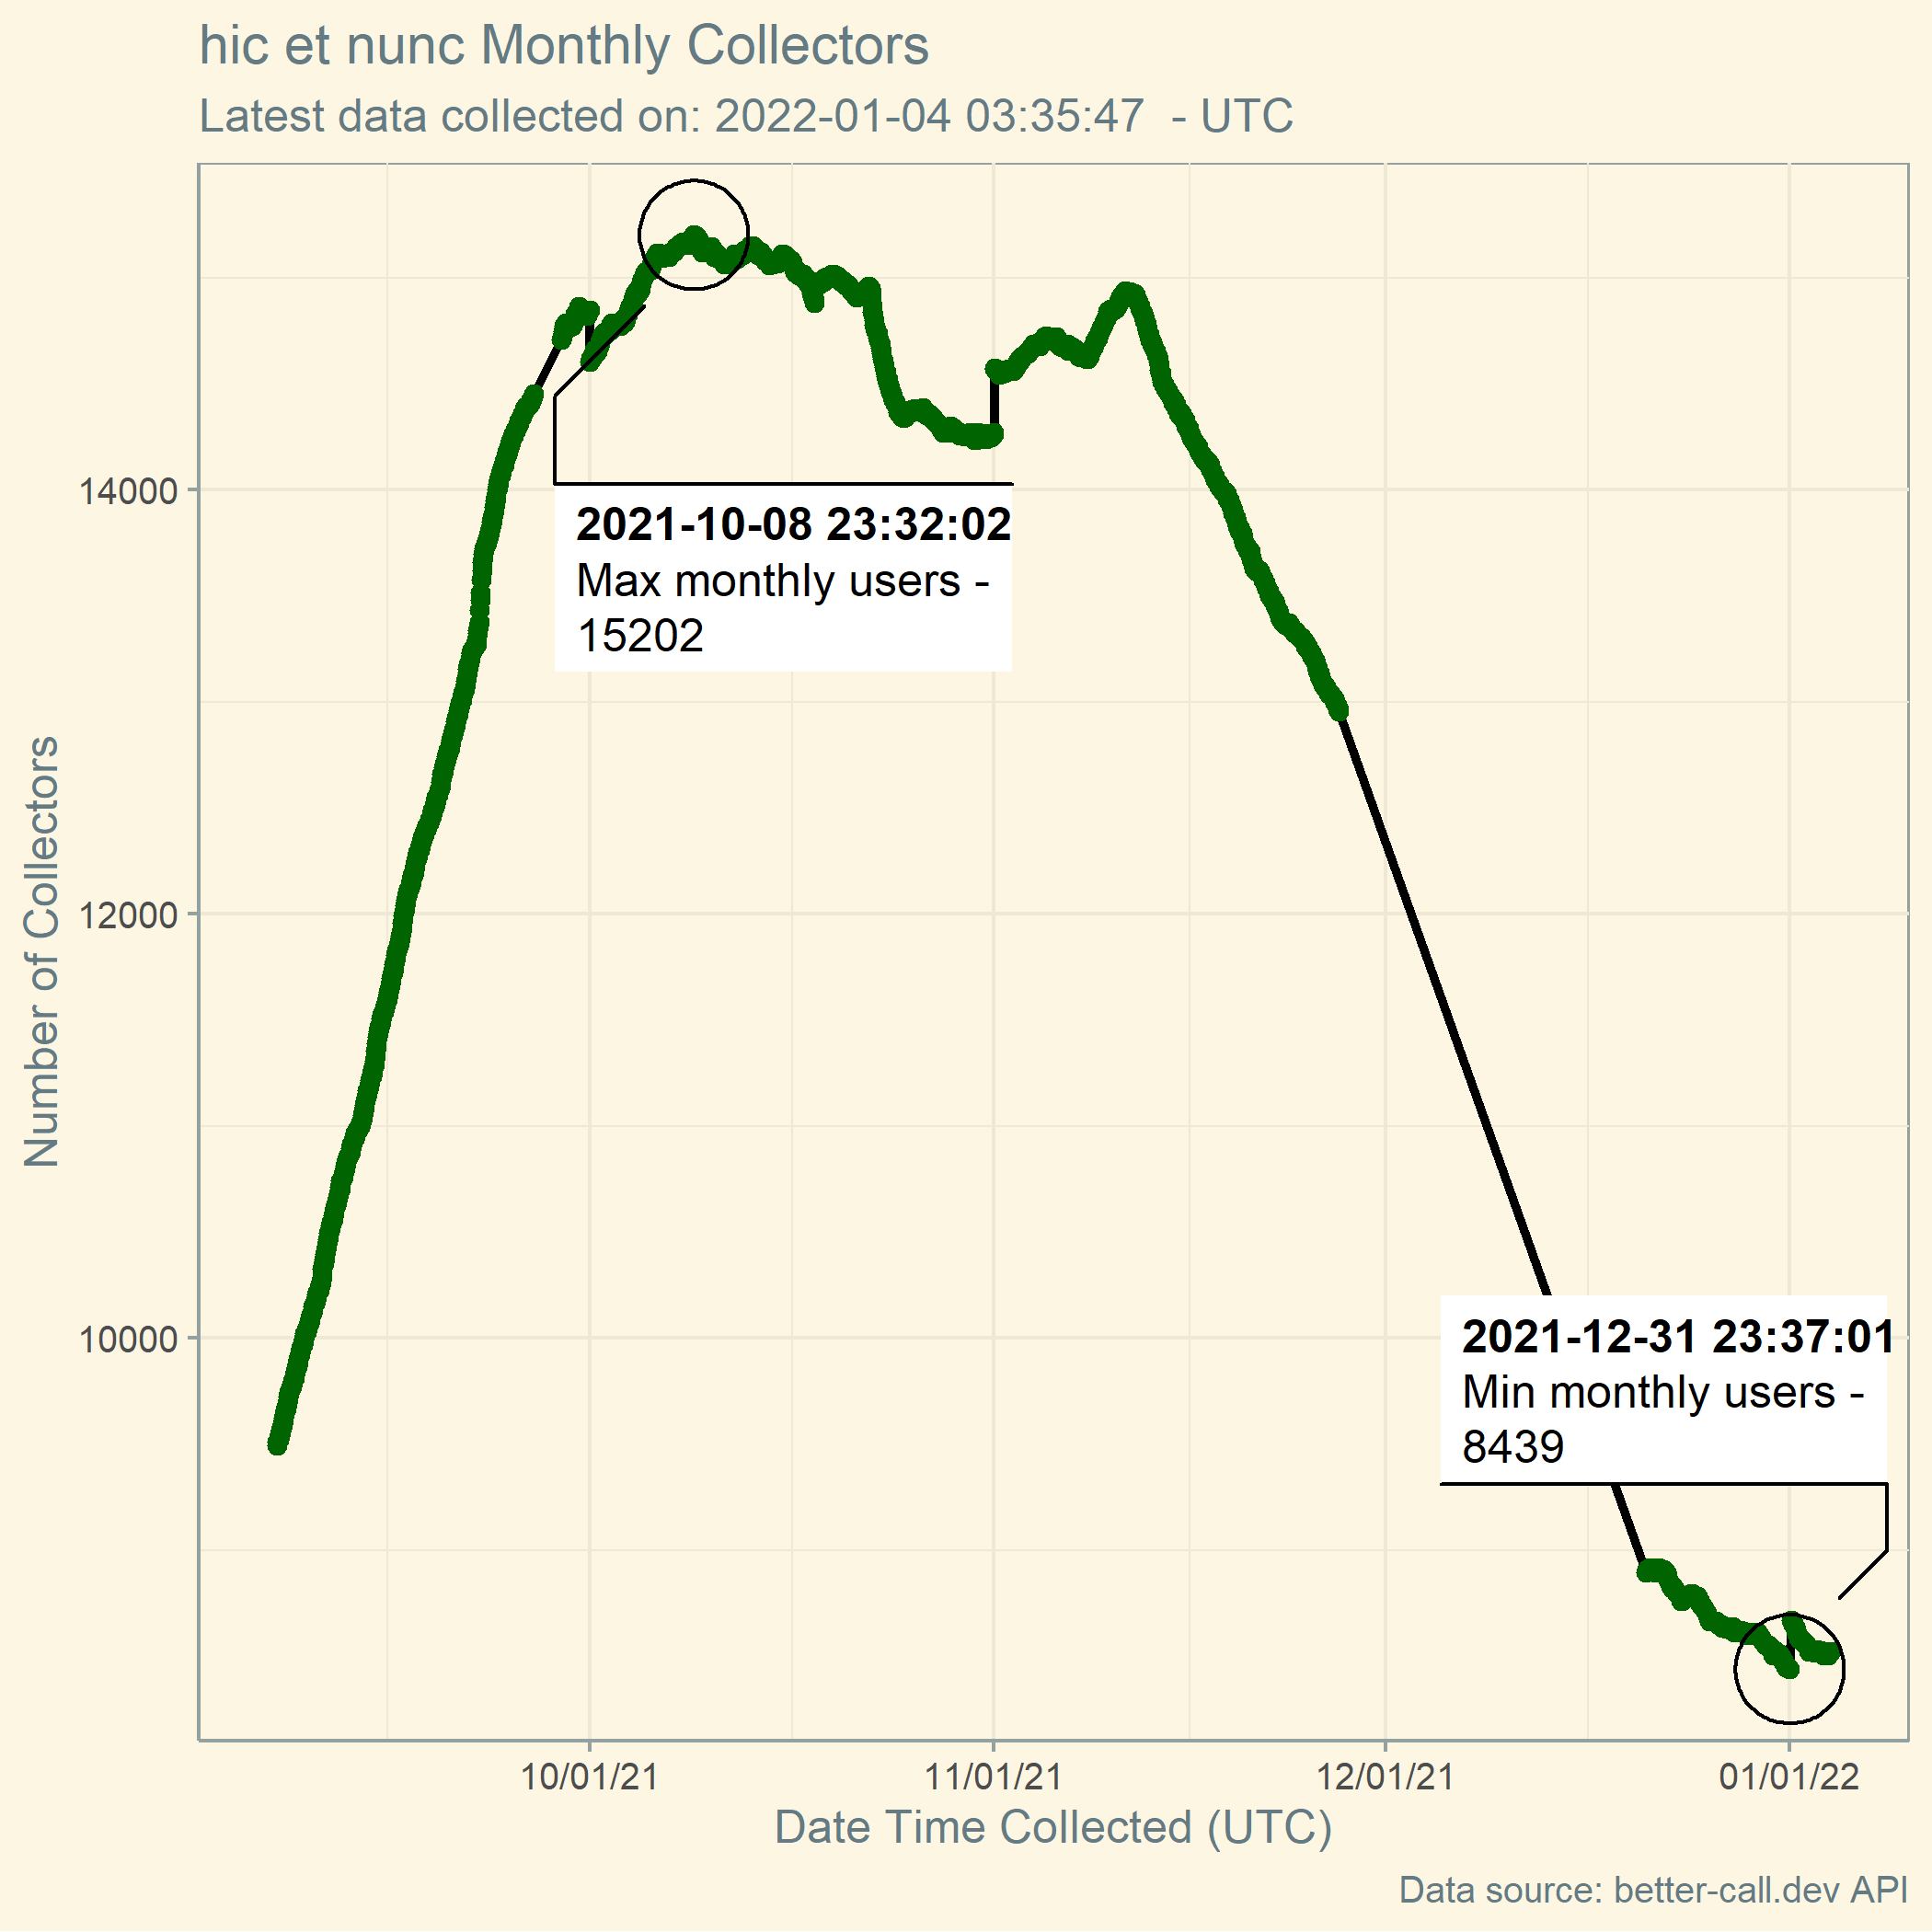 hic et nunc Monthly Collectors
Latest data collected on: 2022-01-04 03:35:47  - UTC
Number of Collectors
14000
12000
10000
2021-10-08 23:32:02
Max monthly users -
15202
2021-12-31 23:37:01
Min monthly users -
8439
10/01/21
11/01/21
12/01/21
01/01/22
Date Time Collected (UTC)
Data source: better-call.dev API